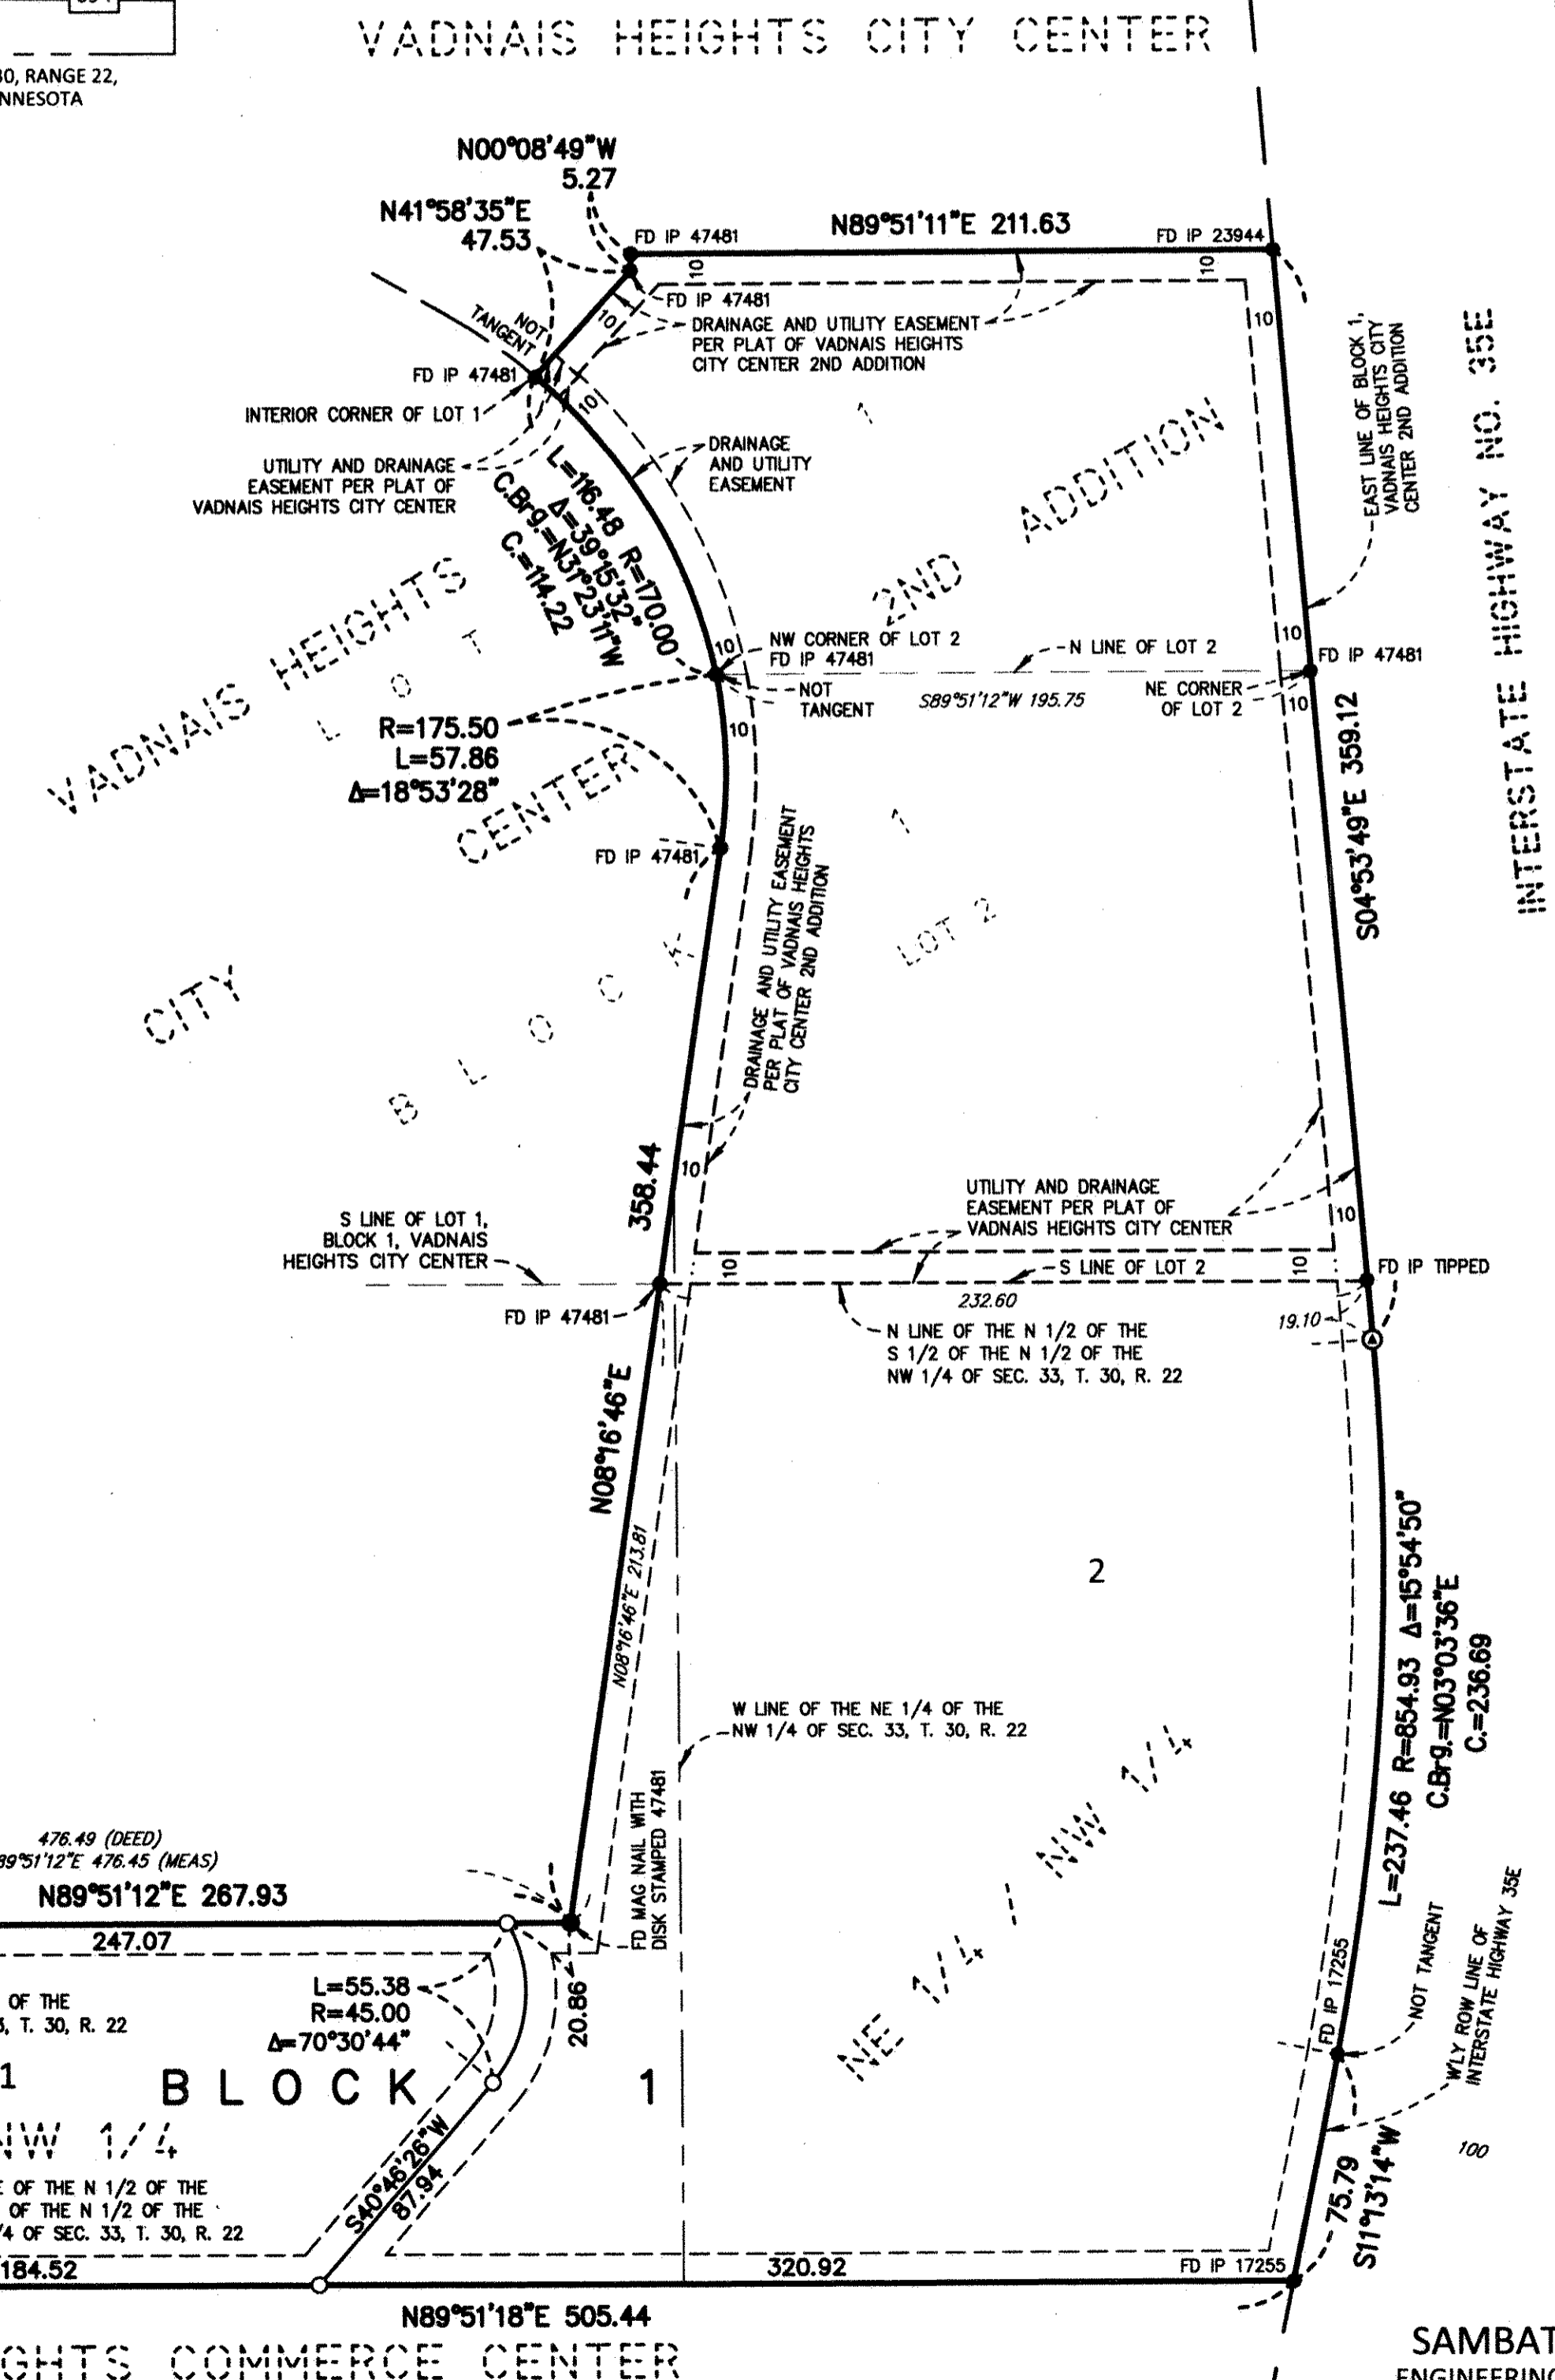 VADNAIS HEIGHTS CITY CENTER
RANGE 22,
N00°08'49"W
5.27
N41°58'35"E
47.53
FD IP 47481
N89°51'11"E 211.63
FD IP 23944
10
10
FD IP 47481
NOT
TANGENT
10
DRAINAGE AND UTILITY EASEMENT
PER PLAT OF VADNAIS HEIGHTS
CITY CENTER 2ND ADDITION
10
EAST LINE OF BLOCK 1,
VADNAIS HEIGHTS CITY
CENTER 2ND ADDITION
INTERSTATE HIGHWAY NO. 35E
FD IP 47481
INTERIOR CORNER OF LOT 1
10
1
UTILITY AND DRAINAGE
EASEMENT PER PLAT OF
VADNAIS HEIGHTS CITY CENTER
DRAINAGE
AND UTILITY
EASEMENT
L=116.48 R=170.00
Δ=39°15'32"
C.Brg.=N31°23'11"W
C.=114.22
2ND ADDITION
VADNAIS HEIGHTS
CITY CENTER
LOT
1
BLOCK
10
NW CORNER OF LOT 2
FD IP 47481
N LINE OF LOT 2
10
FD IP 47481
NOT
TANGENT
S89°51'12"W 195.75
NE CORNER
OF LOT 2
10
10
R=175.50
L=57.86
Δ=18°53'28"
S04°53'49"E 359.12
FD IP 47481
LOT 2
DRAINAGE AND UTILITY EASEMENT
PER PLAT OF VADNAIS HEIGHTS
CITY CENTER 2ND ADDITION
358.44
10
UTILITY AND DRAINAGE
EASEMENT PER PLAT OF
VADNAIS HEIGHTS CITY CENTER
10
S LINE OF LOT 1,
BLOCK 1, VADNAIS
HEIGHTS CITY CENTER
10
S LINE OF LOT 2
10
FD IP TIPPED
FD IP 47481
232.60
19.10
N LINE OF THE N 1/2 OF THE
S 1/2 OF THE N 1/2 OF THE
NW 1/4 OF SEC. 33, T. 30, R. 22
N08°16'46"E
N08°16'46"E 213.81
2
L=237.46 R=854.93 Δ=15°54'50"
C.Brg.=N03°03'36"E
C.=236.69
W LINE OF THE NE 1/4 OF THE
NW 1/4 OF SEC. 33, T. 30, R. 22
FD MAG NAIL WITH
DISK STAMPED 47481
NE 1/4 / NW 1/4
476.49 (DEED)
89°51'12"E 476.45 (MEAS)
N89°51'12"E 267.93
247.07
L=55.38
R=45.00
Δ=70°30'44"
20.86
OF THE
T. 30, R. 22
1
BLOCK 1
NW 1/4
FD IP 17255
NOT TANGENT
WLY ROW LINE OF
INTERSTATE HIGHWAY 35E
100
OF THE N 1/2 OF THE
OF THE N 1/2 OF THE
OF SEC. 33, T. 30, R. 22
S40°46'26"W
87.94
75.79
S11°13'14"W
184.52
320.92
FD IP 17255
N89°51'18"E 505.44
COMMERCE CENTER